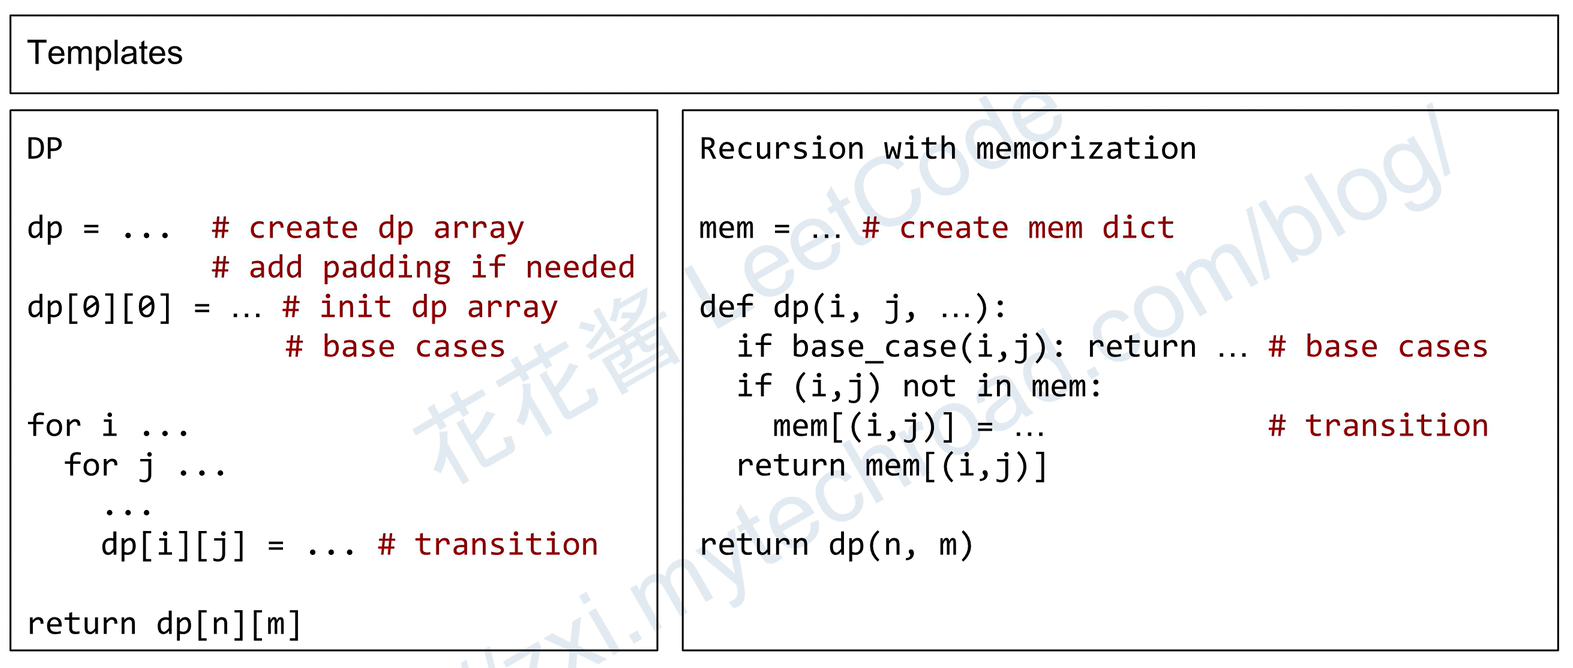 Templates
DP
dp = ... # create dp array
# add padding if needed
dp[0][0] = … # init dp array
# base cases
for i ...
for j ...
...
dp[i][j] = ... # transition
return dp[n][m]
Recursion with memorization
mem = … # create mem dict
def dp(i, j, …):
if base_case(i,j): return … # base cases
if (i,j) not in mem:
mem[(i,j)] = … # transition
return mem[(i,j)]
return dp(n, m)
花花酱 LeetCode
//zxi.mytechroad.com/blog/